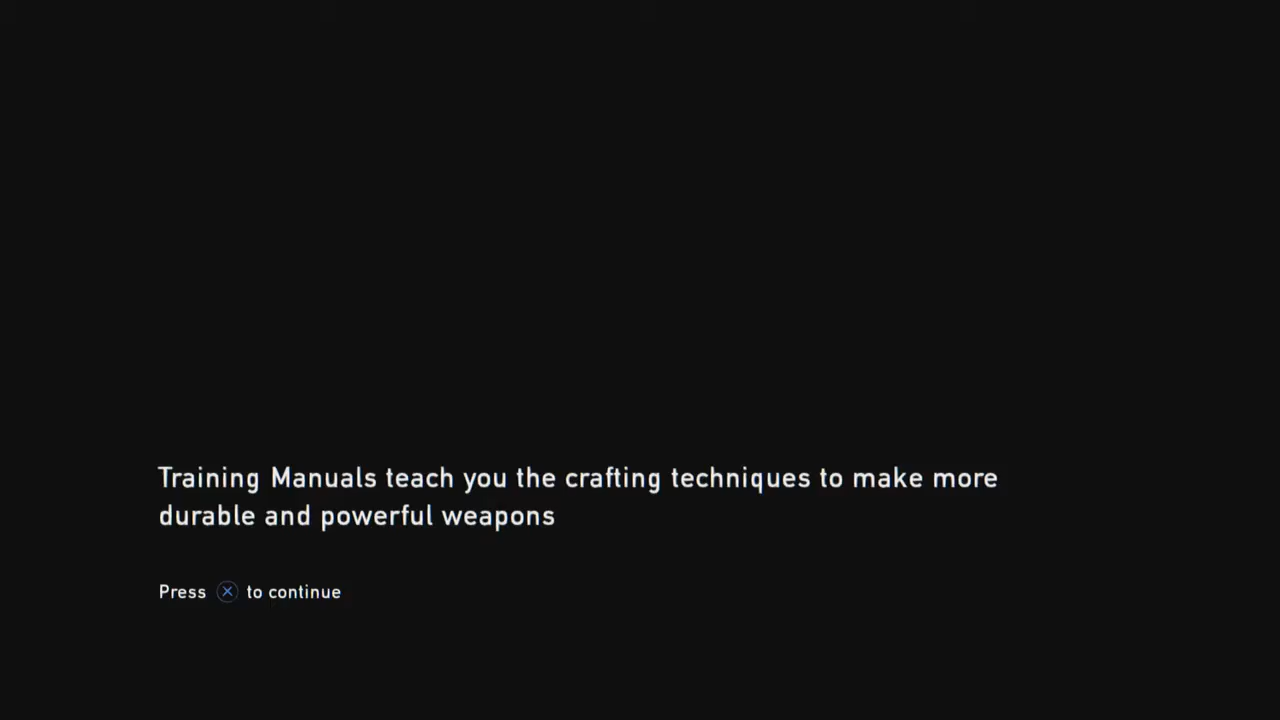 Training Manuals teach you the crafting techniques to make more
durable and powerful weapons
Press ⓧ to continue